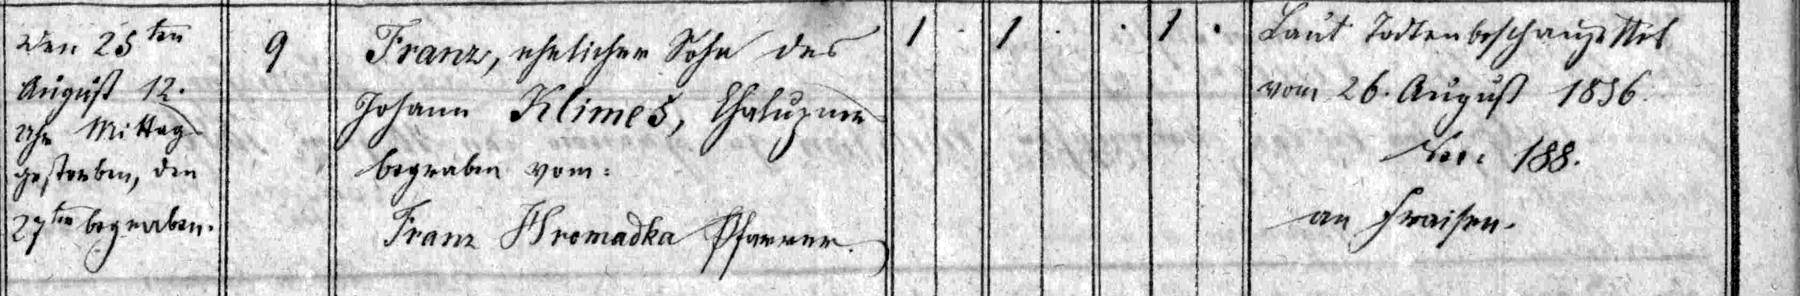 Den 25ten
August 12.
Uhr Mittag
gestorben, den
27ten begraben.
9
Franz, ehelicher Sohn des
Johann Klimeš, Chalupner
begraben vom:
Franz Hromadka Pfarrer.
1 . 1 . . 1 .
Laut Todtenbeschauzettel
vom 26. August 1836.
Nro: 188.
an Fraisen.